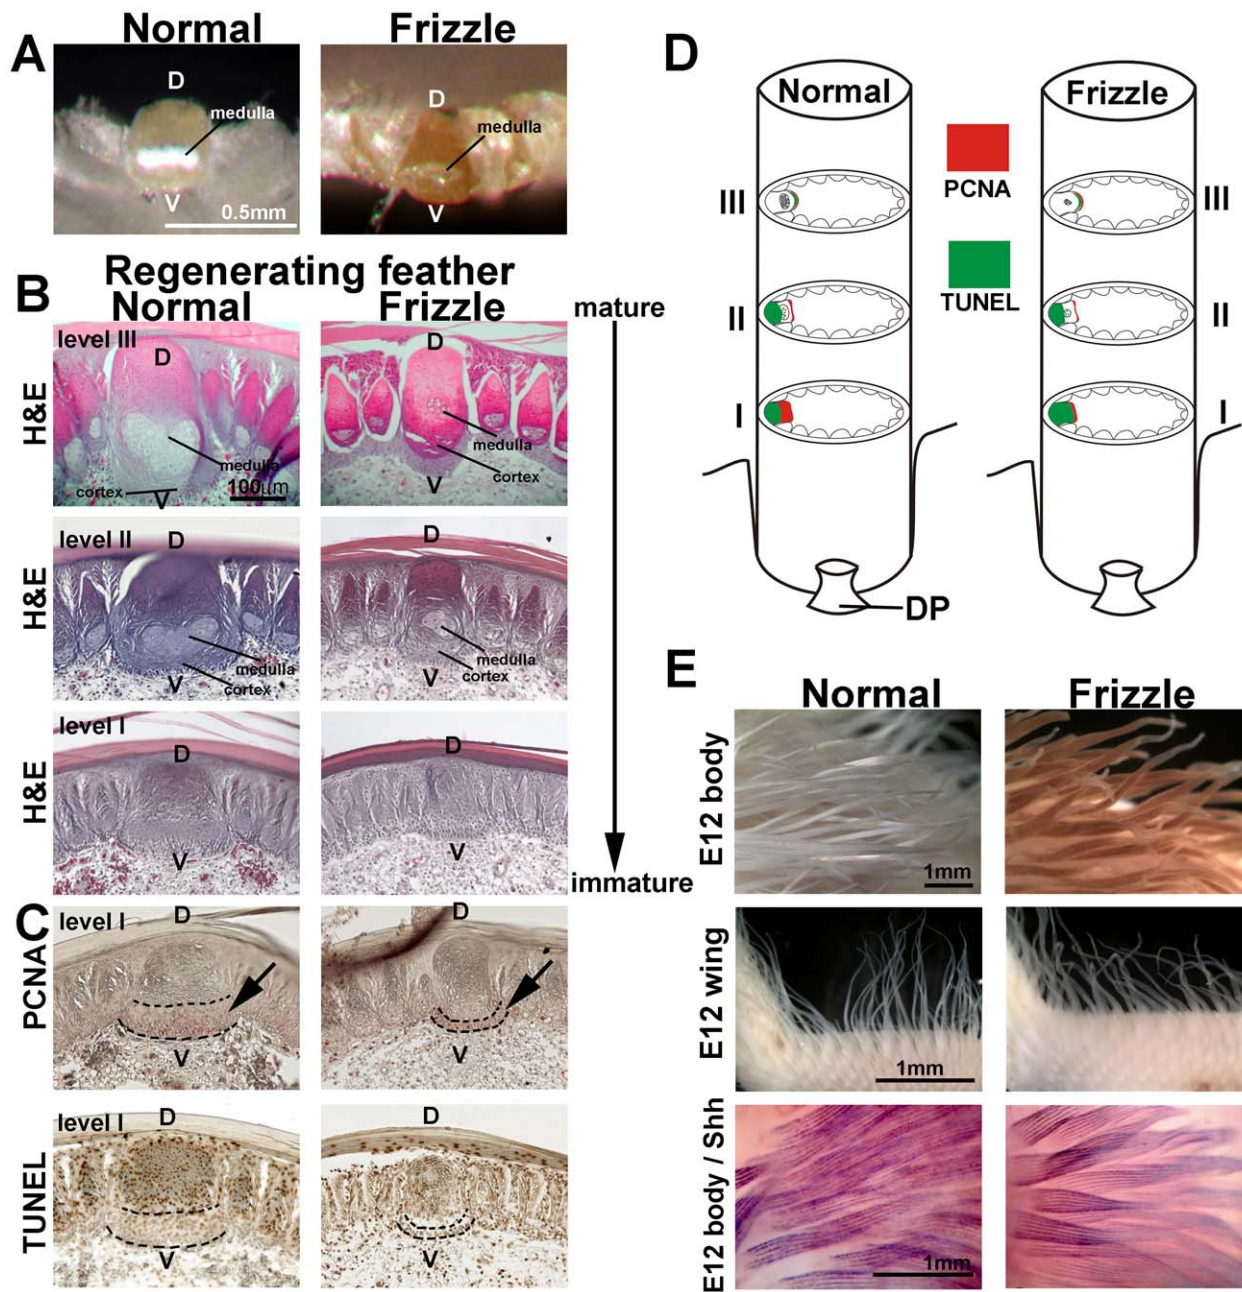 A
Normal
Frizzle
D
medulla
V
0.5mm
D
medulla
V
Regenerating feather
B
Normal
Frizzle
H&E
level III
D
medulla
cortex
V
100µm
D
medulla
cortex
V
H&E
level II
D
medulla
V
cortex
D
medulla
cortex
V
H&E
level I
D
V
D
V
mature
immature
C
PCNA
level I
D
V
D
V
TUNEL
level I
D
V
D
V
D
Normal
Frizzle
PCNA
TUNEL
III
III
II
II
I
I
DP
E
Normal
Frizzle
E12 body
1mm
E12 wing
1mm
E12 body / Shh
1mm